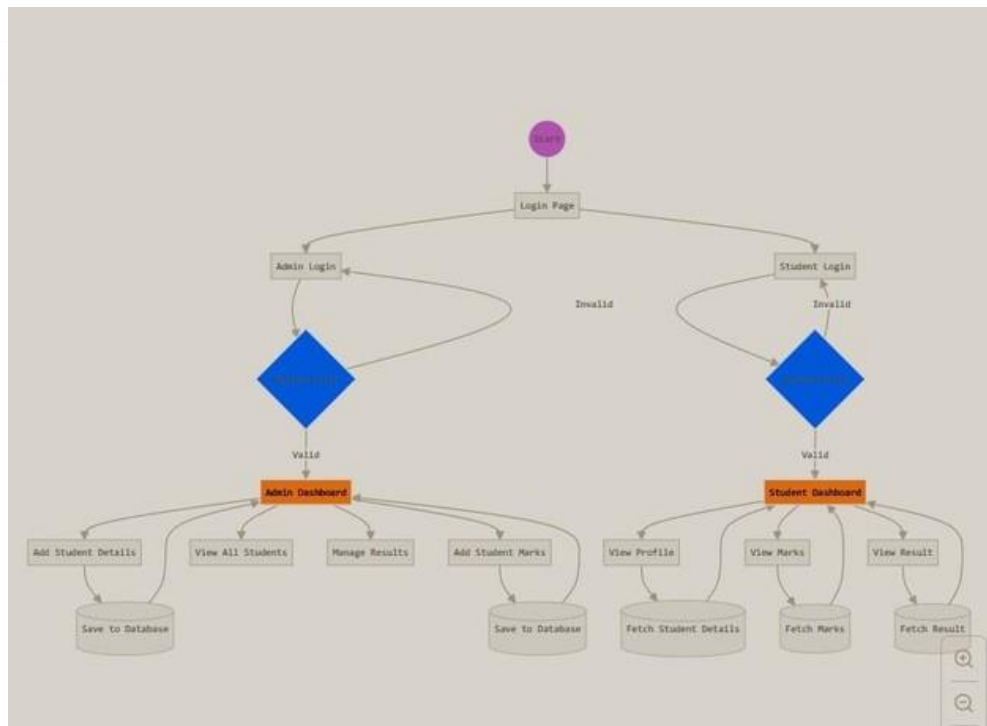 Start
Login Page
Admin Login
Student Login
Invalid
Invalid
Valid
Valid
Admin Dashboard
Student Dashboard
Add Student Details
View All Students
Manage Results
Add Student Marks
View Profile
View Marks
View Result
Save to Database
Save to Database
Fetch Student Details
Fetch Marks
Fetch Result